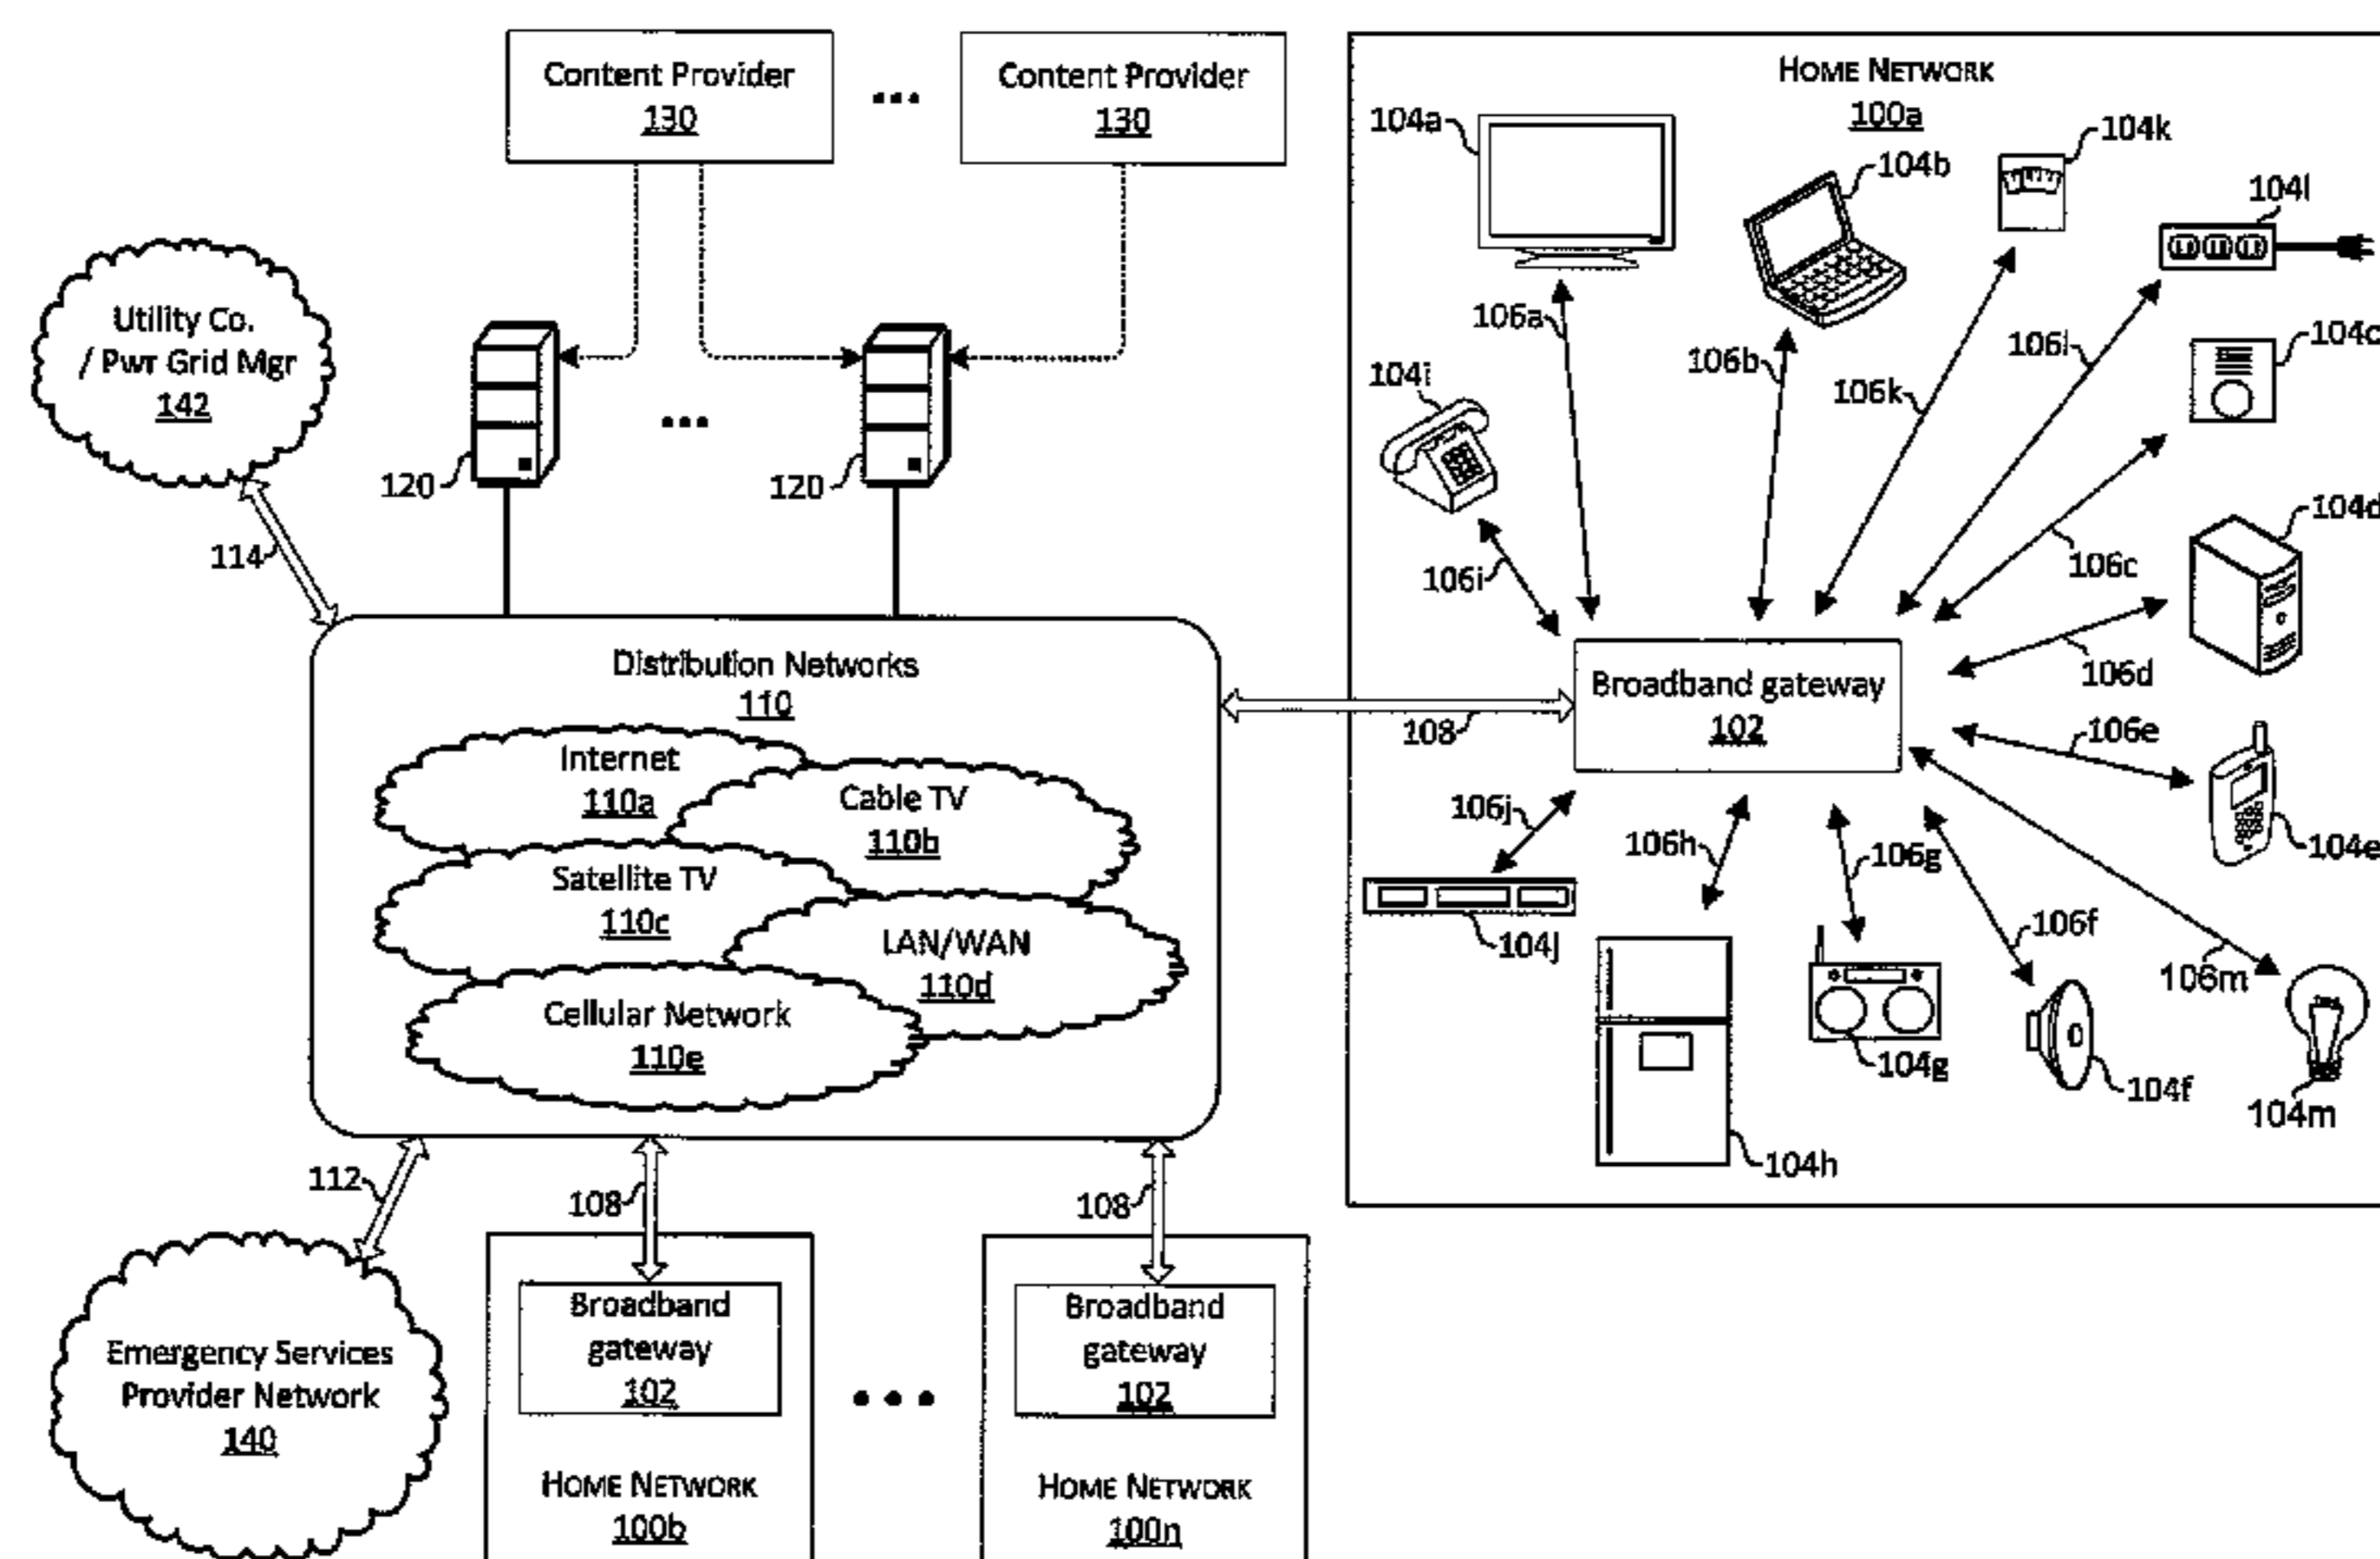 Content Provider
130
...
Content Provider
130
Utility Co.
/ Pwr Grid Mgr
142
120
...
120
114
Distribution Networks
110
Internet
110a
Cable TV
110b
Satellite TV
110c
LAN/WAN
110d
Cellular Network
110e
112
108
108
Emergency Services
Provider Network
140
Broadband
gateway
102
HOME NETWORK
100b
...
Broadband
gateway
102
HOME NETWORK
100n
HOME NETWORK
100a
104a
104b
104k
104l
106a
106b
106k
106l
104c
104i
106i
106c
104d
Broadband gateway
102
108
106d
106e
104e
106j
104j
106h
104h
106g
104g
106f
104f
106m
104m